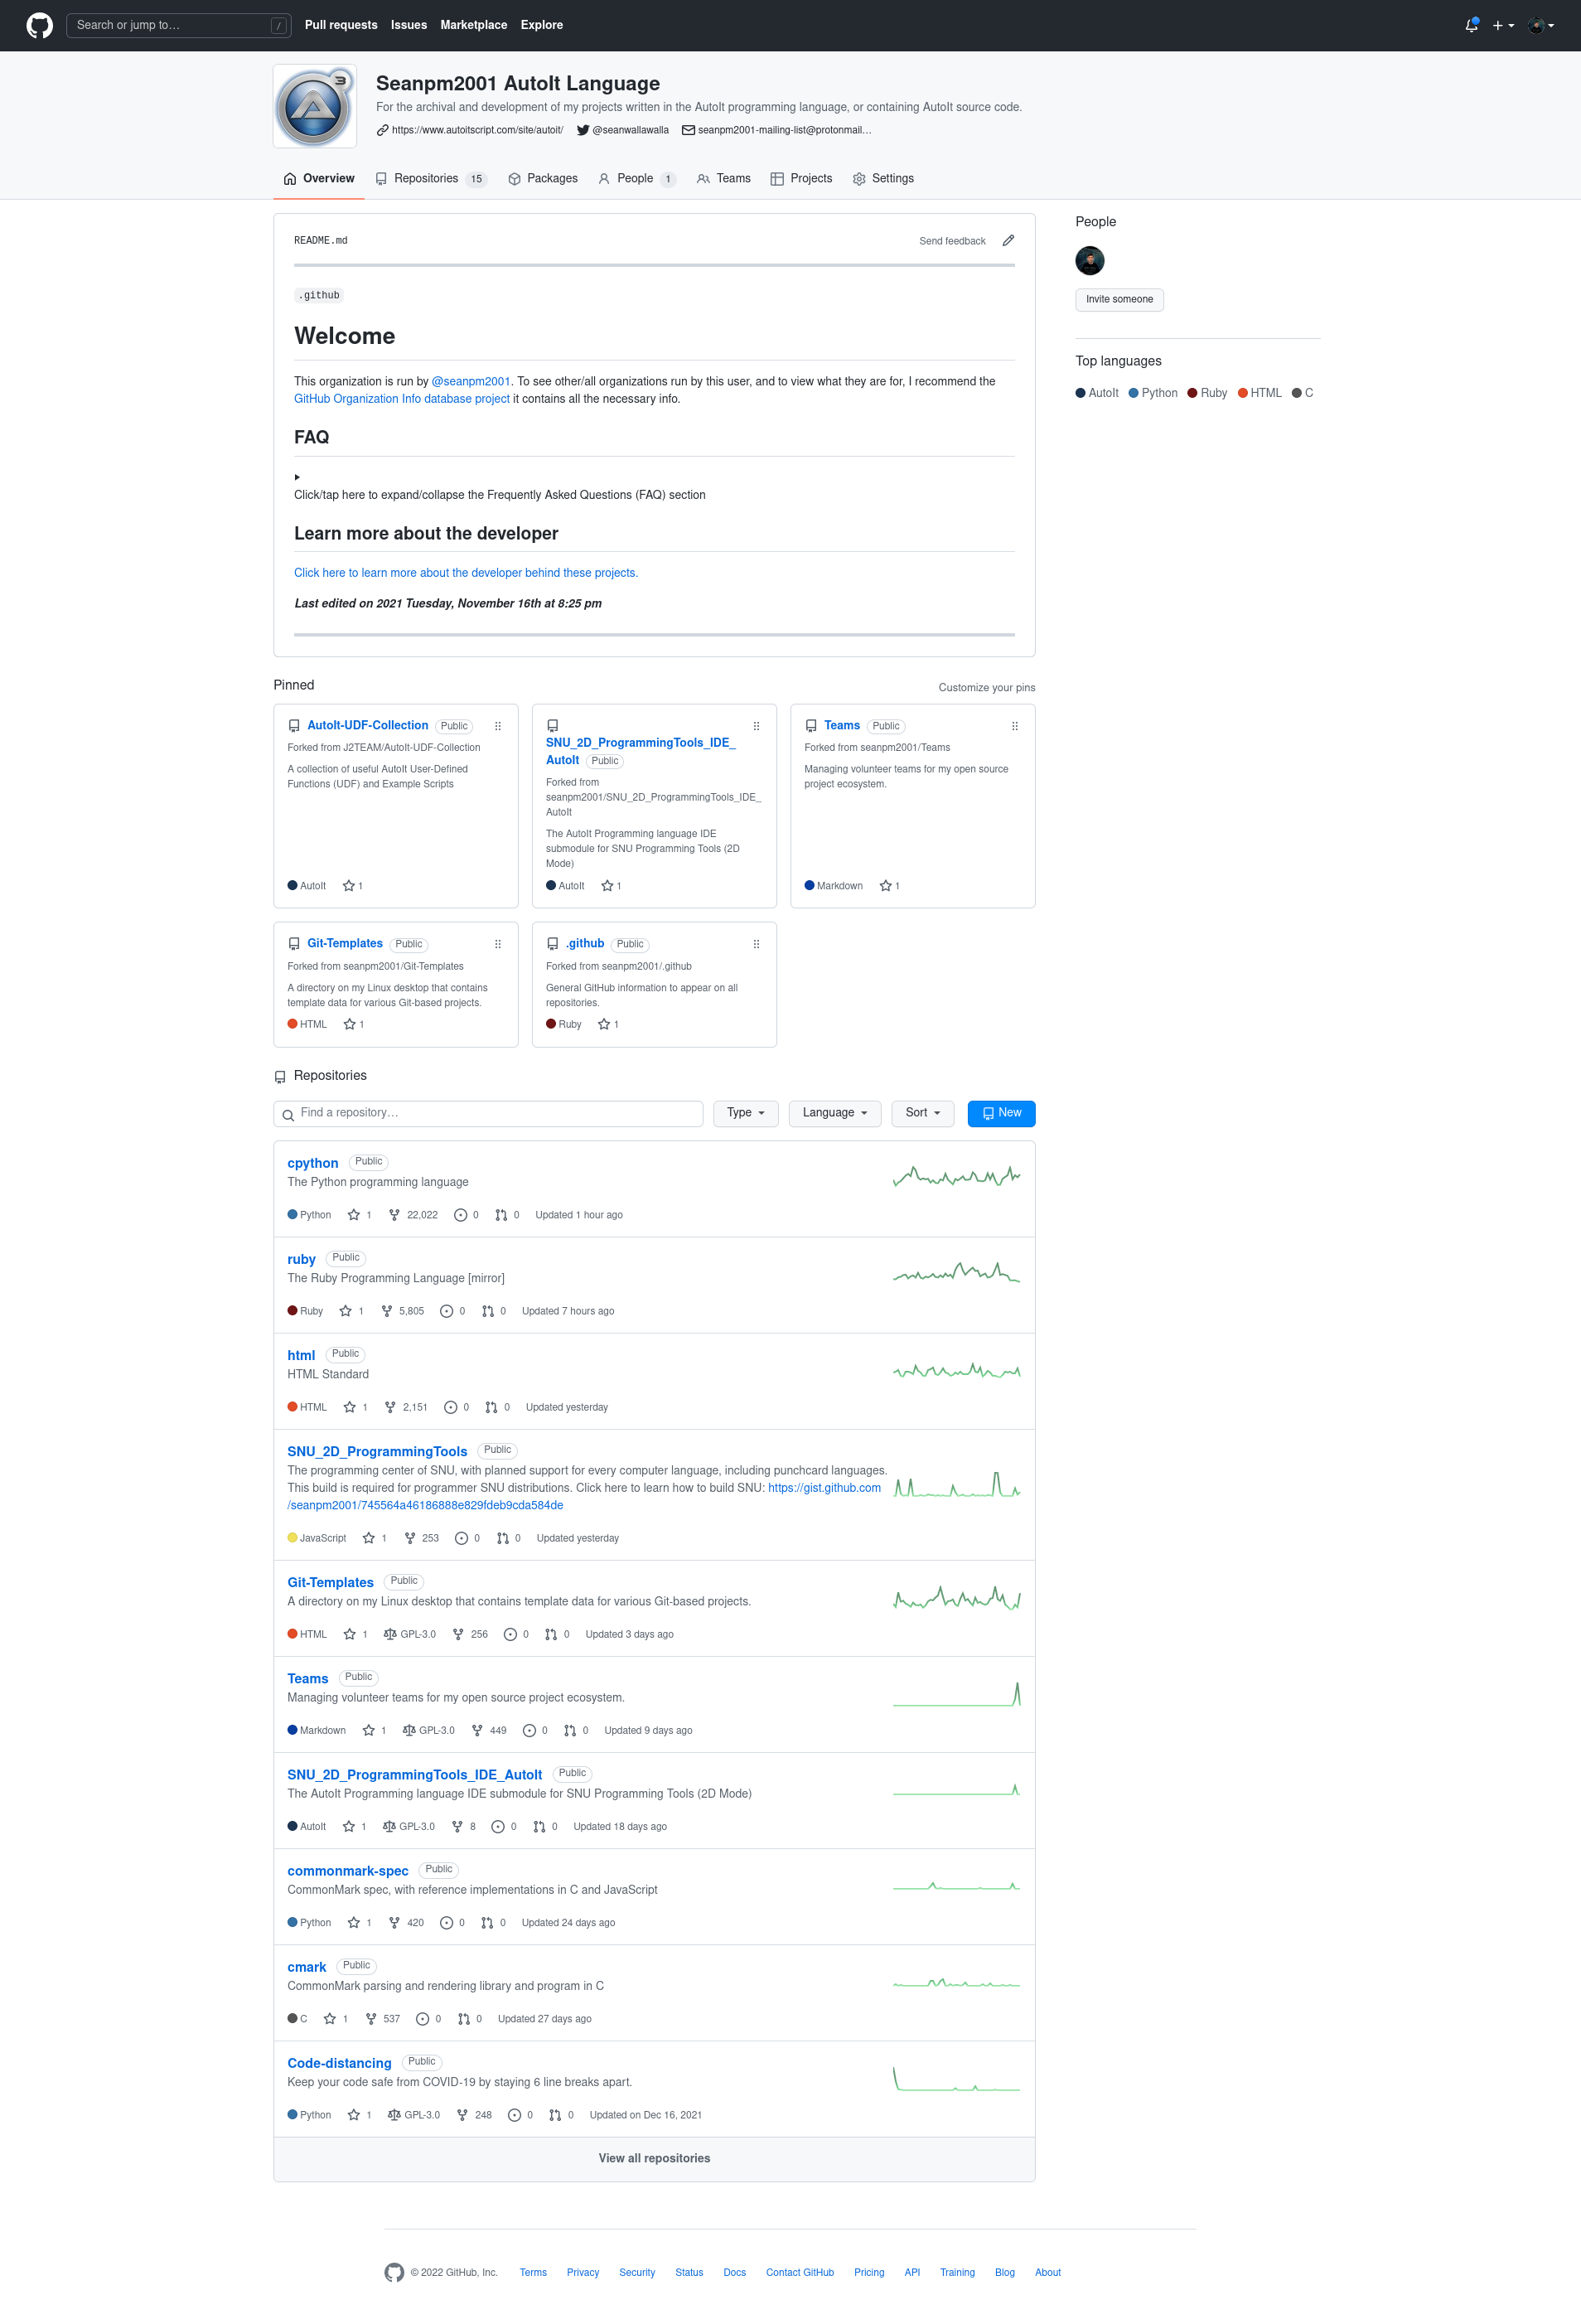 Search or jump to… /
Pull requests Issues Marketplace Explore
Seanpm2001 AutoIt Language
For the archival and development of my projects written in the AutoIt programming language, or containing AutoIt source code.
https://www.autoitscript.com/site/autoit/ @seanwallawalla seanpm2001-mailing-list@protonmail…
Overview Repositories 15 Packages People 1 Teams Projects Settings
README.md Send feedback
.github
Welcome
This organization is run by @seanpm2001. To see other/all organizations run by this user, and to view what they are for, I recommend the
GitHub Organization Info database project it contains all the necessary info.
FAQ
Click/tap here to expand/collapse the Frequently Asked Questions (FAQ) section
Learn more about the developer
Click here to learn more about the developer behind these projects.
Last edited on 2021 Tuesday, November 16th at 8:25 pm
People
Invite someone
Top languages
AutoIt Python Ruby HTML C
Pinned Customize your pins
AutoIt-UDF-Collection Public
Forked from J2TEAM/AutoIt-UDF-Collection
A collection of useful AutoIt User-Defined
Functions (UDF) and Example Scripts
AutoIt 1
SNU_2D_ProgrammingTools_IDE_
AutoIt Public
Forked from
seanpm2001/SNU_2D_ProgrammingTools_IDE_
AutoIt
The AutoIt Programming language IDE
submodule for SNU Programming Tools (2D
Mode)
AutoIt 1
Teams Public
Forked from seanpm2001/Teams
Managing volunteer teams for my open source
project ecosystem.
Markdown 1
Git-Templates Public
Forked from seanpm2001/Git-Templates
A directory on my Linux desktop that contains
template data for various Git-based projects.
HTML 1
.github Public
Forked from seanpm2001/.github
General GitHub information to appear on all
repositories.
Ruby 1
Repositories
Find a repository… Type Language Sort New
cpython Public
The Python programming language
Python 1 22,022 0 0 Updated 1 hour ago
ruby Public
The Ruby Programming Language [mirror]
Ruby 1 5,805 0 0 Updated 7 hours ago
html Public
HTML Standard
HTML 1 2,151 0 0 Updated yesterday
SNU_2D_ProgrammingTools Public
The programming center of SNU, with planned support for every computer language, including punchcard languages.
This build is required for programmer SNU distributions. Click here to learn how to build SNU: https://gist.github.com
/seanpm2001/745564a46186888e829fdeb9cda584de
JavaScript 1 253 0 0 Updated yesterday
Git-Templates Public
A directory on my Linux desktop that contains template data for various Git-based projects.
HTML 1 GPL-3.0 256 0 0 Updated 3 days ago
Teams Public
Managing volunteer teams for my open source project ecosystem.
Markdown 1 GPL-3.0 449 0 0 Updated 9 days ago
SNU_2D_ProgrammingTools_IDE_AutoIt Public
The AutoIt Programming language IDE submodule for SNU Programming Tools (2D Mode)
AutoIt 1 GPL-3.0 8 0 0 Updated 18 days ago
commonmark-spec Public
CommonMark spec, with reference implementations in C and JavaScript
Python 1 420 0 0 Updated 24 days ago
cmark Public
CommonMark parsing and rendering library and program in C
C 1 537 0 0 Updated 27 days ago
Code-distancing Public
Keep your code safe from COVID-19 by staying 6 line breaks apart.
Python 1 GPL-3.0 248 0 0 Updated on Dec 16, 2021
View all repositories
© 2022 GitHub, Inc. Terms Privacy Security Status Docs Contact GitHub Pricing API Training Blog About